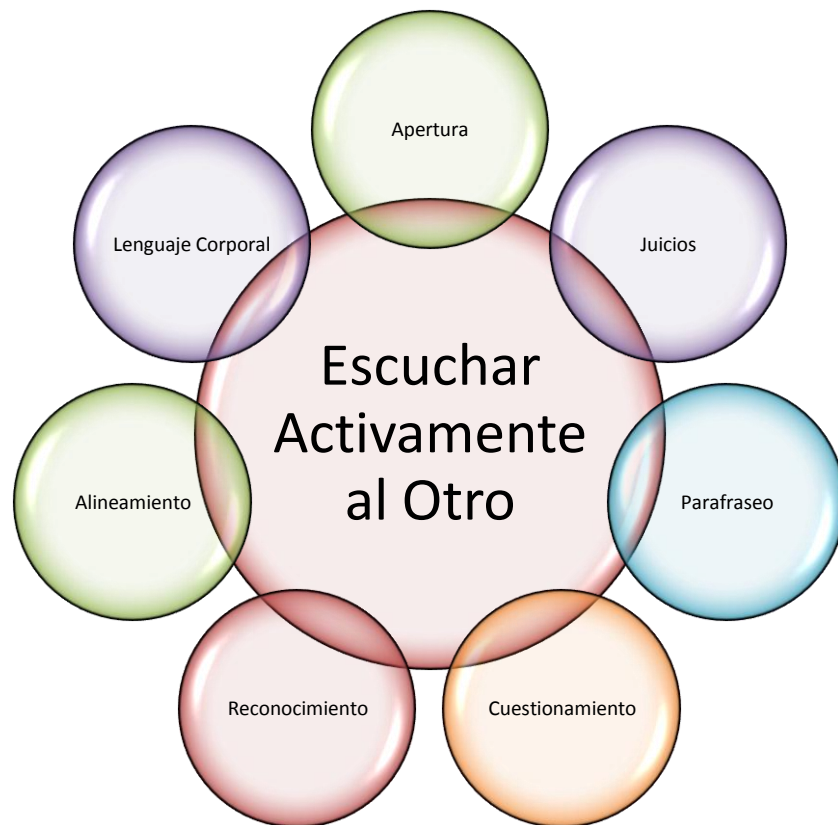 Apertura
Lenguaje Corporal
Juicios
Escuchar
Activamente
al Otro
Alineamiento
Parafraseo
Reconocimiento
Cuestionamiento